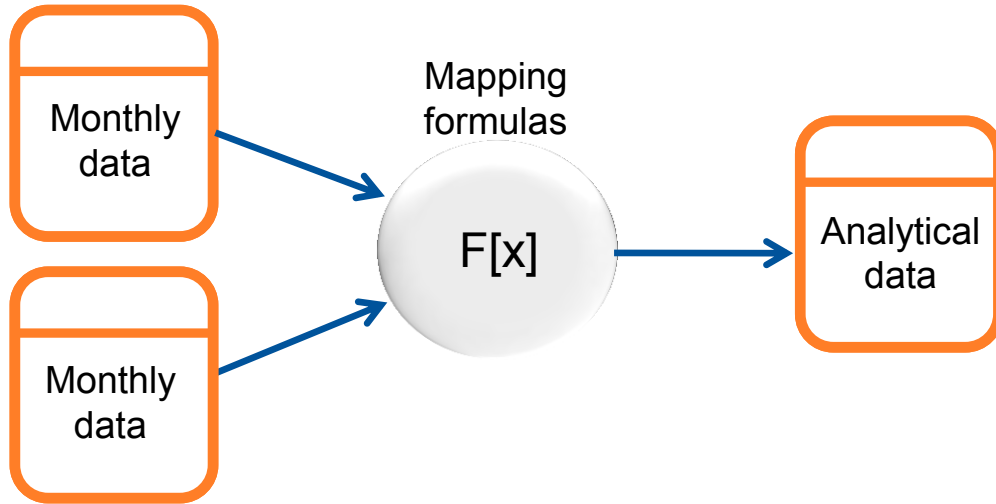 Monthly
data
Mapping
formulas
F[x]
Analytical
data
Monthly
data